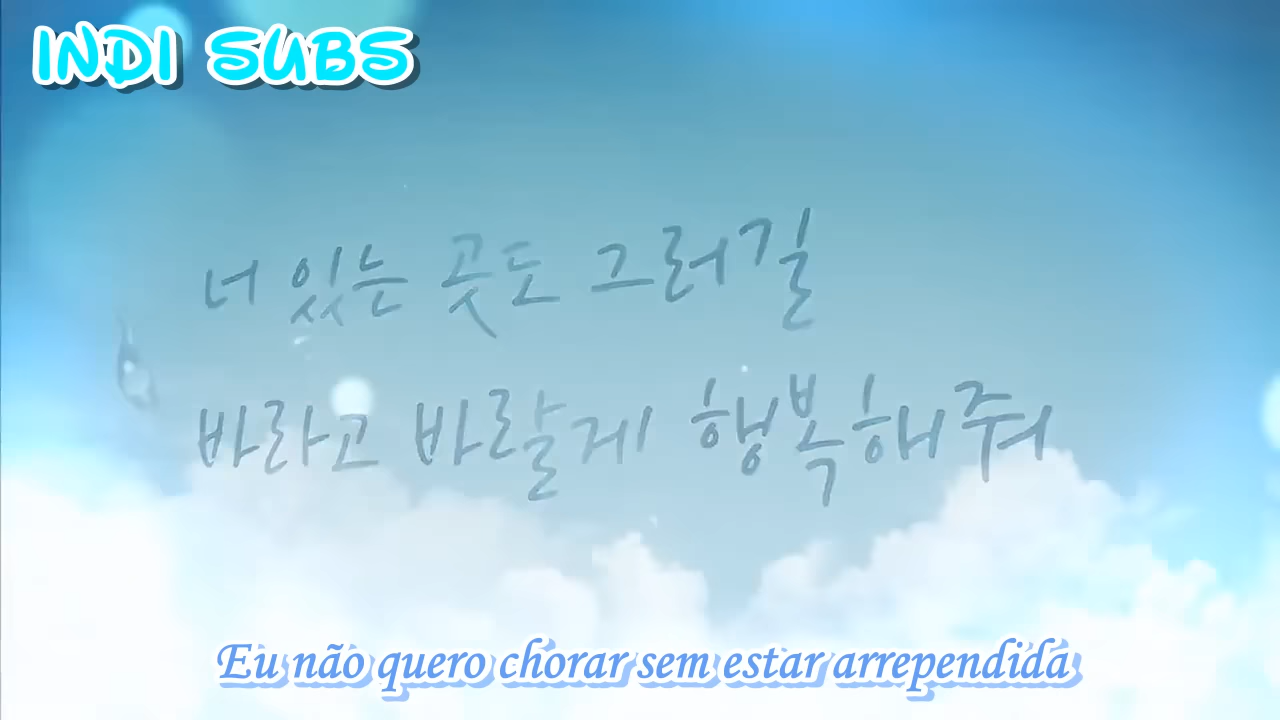 INDI SUBS
너 있는 곳도 그러길
바라고 바랄게 행복해줘
Eu não quero chorar sem estar arrependida